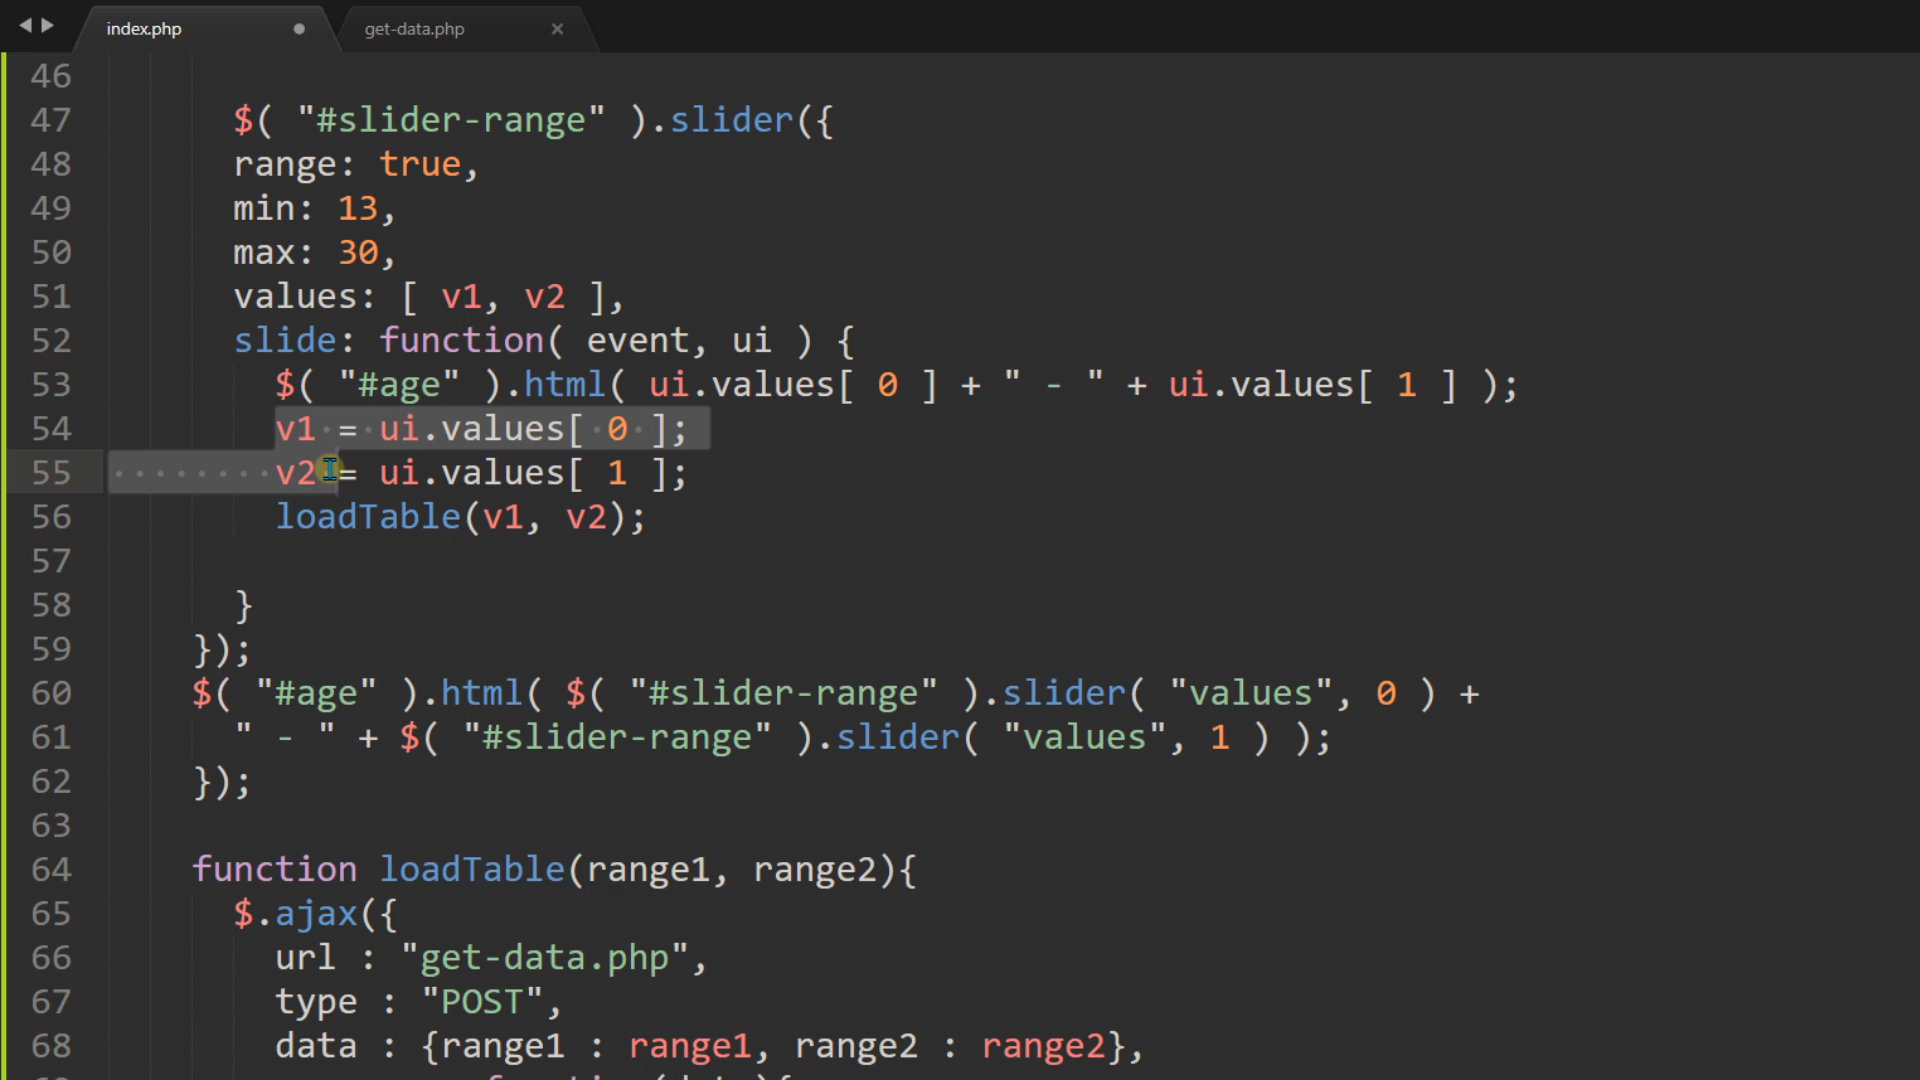 index.php
get-data.php
46
47 $( "#slider-range" ).slider({
48 range: true,
49 min: 13,
50 max: 30,
51 values: [ v1, v2 ],
52 slide: function( event, ui ) {
53 $( "#age" ).html( ui.values[ 0 ] + " - " + ui.values[ 1 ] );
54 v1 = ui.values[ 0 ];
55 v2 = ui.values[ 1 ];
56 loadTable(v1, v2);
57
58 }
59 });
60 $( "#age" ).html( $( "#slider-range" ).slider( "values", 0 ) +
61 " - " + $( "#slider-range" ).slider( "values", 1 ) );
62 });
63
64 function loadTable(range1, range2){
65 $.ajax({
66 url : "get-data.php",
67 type : "POST",
68 data : {range1 : range1, range2 : range2},